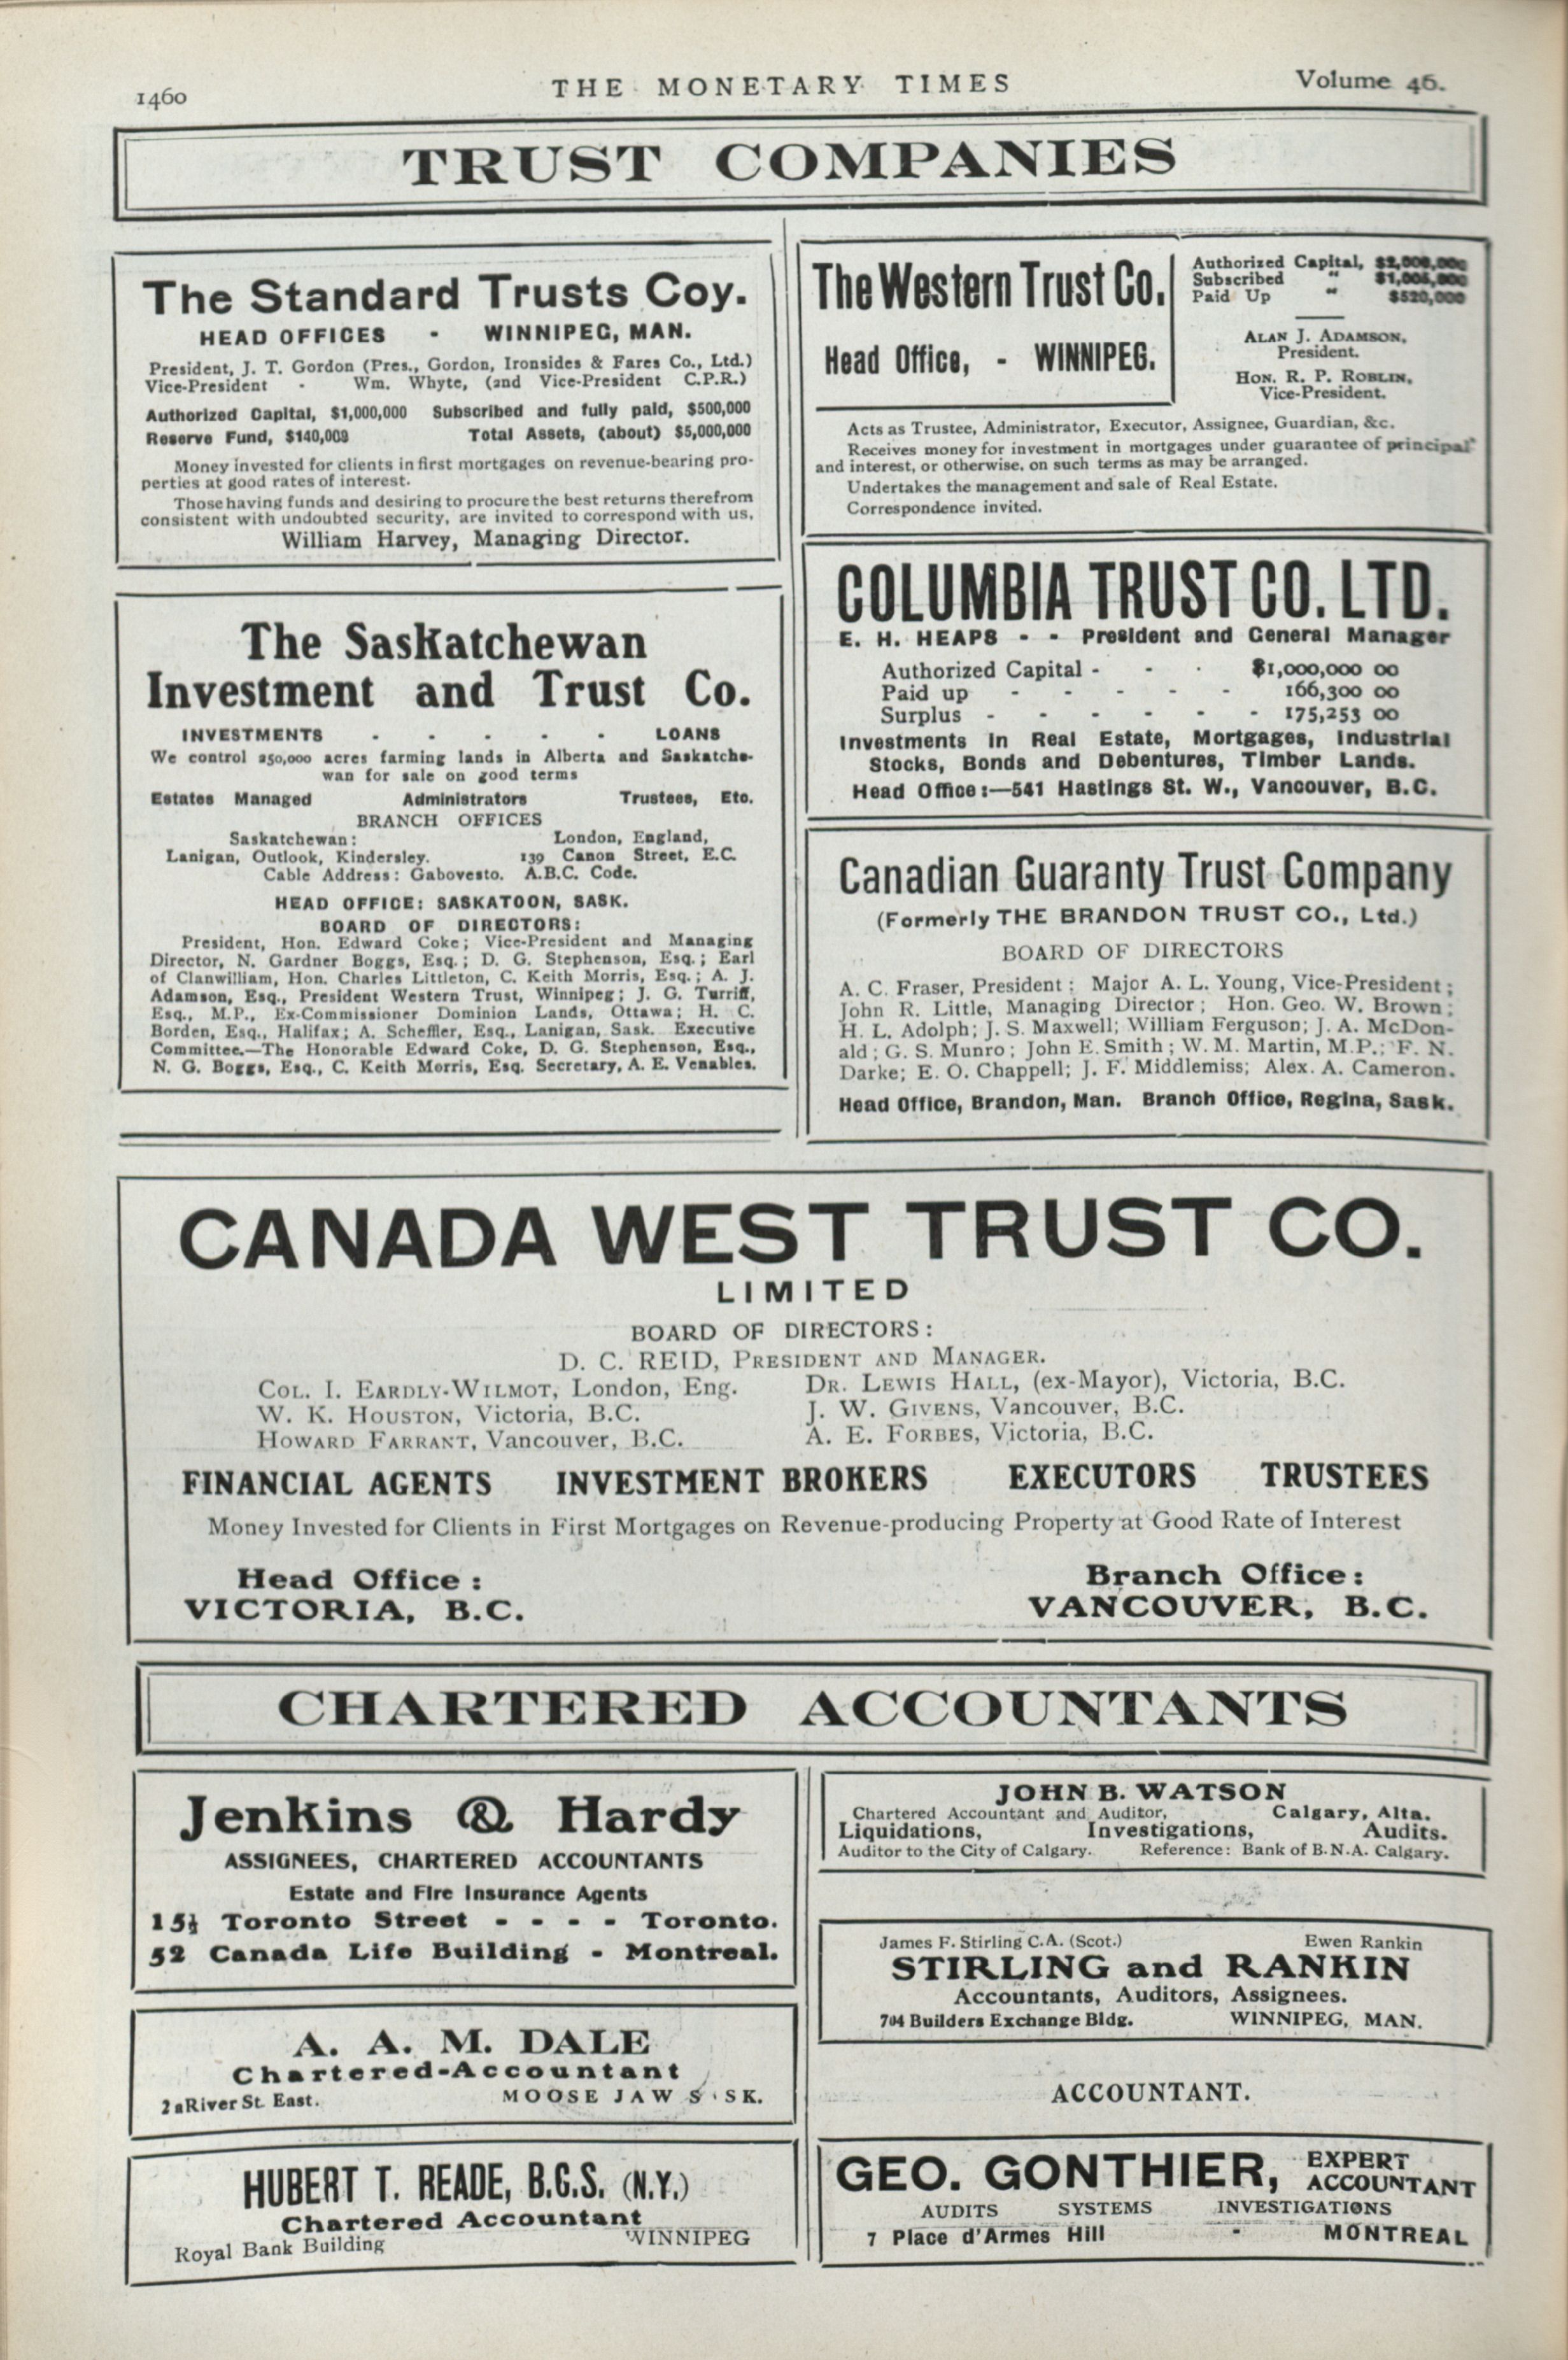 1460
THE MONETARY TIMES
Volume 46.
TRUST COMPANIES
The Standard Trusts Coy.
HEAD OFFICES - WINNIPEG, MAN.
President, J. T. Gordon (Pres., Gordon, Ironsides & Fares Co., Ltd.)
Vice-President - Wm. Whyte, (2nd Vice-President C.P.R.)
Authorized Capital, $1,000,000 Subscribed and fully paid, $500,000
Reserve Fund, $140,000 Total Assets, (about) $5,000,000
Money invested for clients in first mortgages on revenue-bearing pro-
perties at good rates of interest.
Those having funds and desiring to procure the best returns therefrom
consistent with undoubted security, are invited to correspond with us.
William Harvey, Managing Director.
The Saskatchewan
Investment and Trust Co.
INVESTMENTS - - - - - LOANS
We control 250,000 acres farming lands in Alberta and Saskatche-
wan for sale on good terms
Estates Managed Administrators Trustees, Etc.
BRANCH OFFICES
Saskatchewan: London, England,
Lanigan, Outlook, Kindersley. 139 Canon Street, E.C.
Cable Address: Gabovesto. A.B.C. Code.
HEAD OFFICE: SASKATOON, SASK.
BOARD OF DIRECTORS:
President, Hon. Edward Coke; Vice-President and Managing
Director, N. Gardner Boggs, Esq.; D. G. Stephenson, Esq.; Earl
of Clanwilliam, Hon. Charles Littleton, C. Keith Morris, Esq.; A. J.
Adamson, Esq., President Western Trust, Winnipeg; J. G. Turriff,
Esq., M.P., Ex-Commissioner Dominion Lands, Ottawa; H. C.
Borden, Esq., Halifax; A. Scheffler, Esq., Lanigan, Sask. Executive
Committee.—The Honorable Edward Coke, D. G. Stephenson, Esq.,
N. G. Boggs, Esq., C. Keith Morris, Esq. Secretary, A. E. Venables.
The Western Trust Co.
Head Office, - WINNIPEG.
Authorized Capital, $2,000,000
Subscribed " $1,005,000
Paid Up " $520,000
ALAN J. ADAMSON,
President.
HON. R. P. ROBLIN,
Vice-President.
Acts as Trustee, Administrator, Executor, Assignee, Guardian, &c.
Receives money for investment in mortgages under guarantee of principal
and interest, or otherwise, on such terms as may be arranged.
Undertakes the management and sale of Real Estate.
Correspondence invited.
COLUMBIA TRUST CO. LTD.
E. H. HEAPS - - President and General Manager
Authorized Capital - - - $1,000,000 00
Paid up - - - - - 166,300 00
Surplus - - - - - - 175,253 00
Investments in Real Estate, Mortgages, Industrial
Stocks, Bonds and Debentures, Timber Lands.
Head Office:—541 Hastings St. W., Vancouver, B.C.
Canadian Guaranty Trust Company
(Formerly THE BRANDON TRUST CO., Ltd.)
BOARD OF DIRECTORS
A. C. Fraser, President; Major A. L. Young, Vice-President;
John R. Little, Managing Director; Hon. Geo. W. Brown;
H. L. Adolph; J. S. Maxwell; William Ferguson; J. A. McDon-
ald; G. S. Munro; John E. Smith; W. M. Martin, M.P.; F. N.
Darke; E. O. Chappell; J. F. Middlemiss; Alex. A. Cameron.
Head Office, Brandon, Man. Branch Office, Regina, Sask.
CANADA WEST TRUST CO.
LIMITED
BOARD OF DIRECTORS:
D. C. REID, PRESIDENT AND MANAGER.
COL. I. EARDLY-WILMOT, London, Eng. DR. LEWIS HALL, (ex-Mayor), Victoria, B.C.
W. K. HOUSTON, Victoria, B.C. J. W. GIVENS, Vancouver, B.C.
HOWARD FARRANT, Vancouver, B.C. A. E. FORBES, Victoria, B.C.
FINANCIAL AGENTS INVESTMENT BROKERS EXECUTORS TRUSTEES
Money Invested for Clients in First Mortgages on Revenue-producing Property at Good Rate of Interest
Head Office: Branch Office:
VICTORIA, B.C. VANCOUVER, B.C.
CHARTERED ACCOUNTANTS
Jenkins & Hardy
ASSIGNEES, CHARTERED ACCOUNTANTS
Estate and Fire Insurance Agents
15½ Toronto Street - - - - Toronto.
52 Canada Life Building - Montreal.
A. A. M. DALE
Chartered-Accountant
2aRiver St. East. MOOSE JAW S SK.
HUBERT T. READE, B.C.S. (N.Y.)
Chartered Accountant
Royal Bank Building WINNIPEG
JOHN B. WATSON
Chartered Accountant and Auditor, Calgary, Alta.
Liquidations, Investigations, Audits.
Auditor to the City of Calgary. Reference: Bank of B.N.A. Calgary.
James F. Stirling C.A. (Scot.) Ewen Rankin
STIRLING and RANKIN
Accountants, Auditors, Assignees.
704 Builders Exchange Bldg. WINNIPEG, MAN.
ACCOUNTANT.
GEO. GONTHIER, EXPERT
ACCOUNTANT
AUDITS SYSTEMS INVESTIGATIONS
7 Place d'Armes Hill - MONTREAL